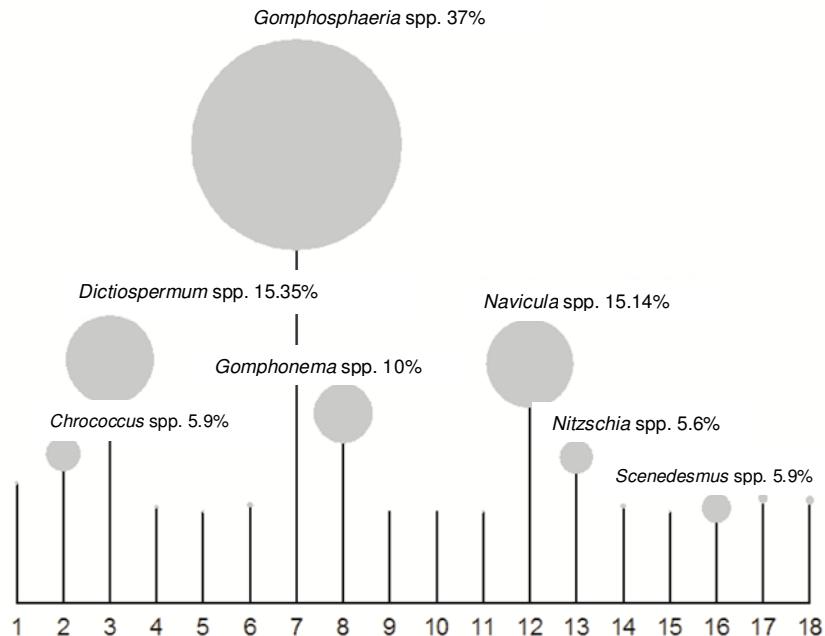 Gomphosphaeria spp. 37%
Dictiospermum spp. 15.35%
Navicula spp. 15.14%
Gomphonema spp. 10%
Chrococcus spp. 5.9%
Nitzschia spp. 5.6%
Scenedesmus spp. 5.9%
1 2 3 4 5 6 7 8 9 10 11 12 13 14 15 16 17 18